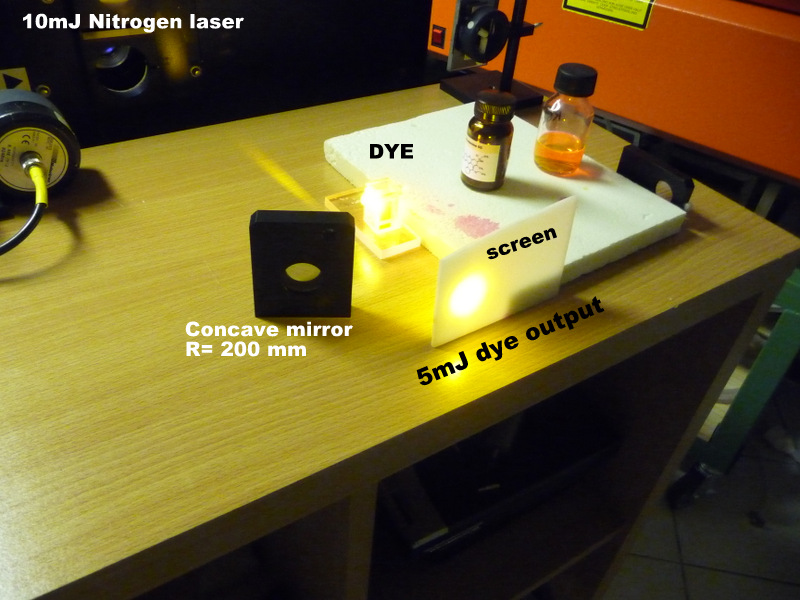 10mJ Nitrogen laser
DYE
screen
Concave mirror
R= 200 mm
5mJ dye output